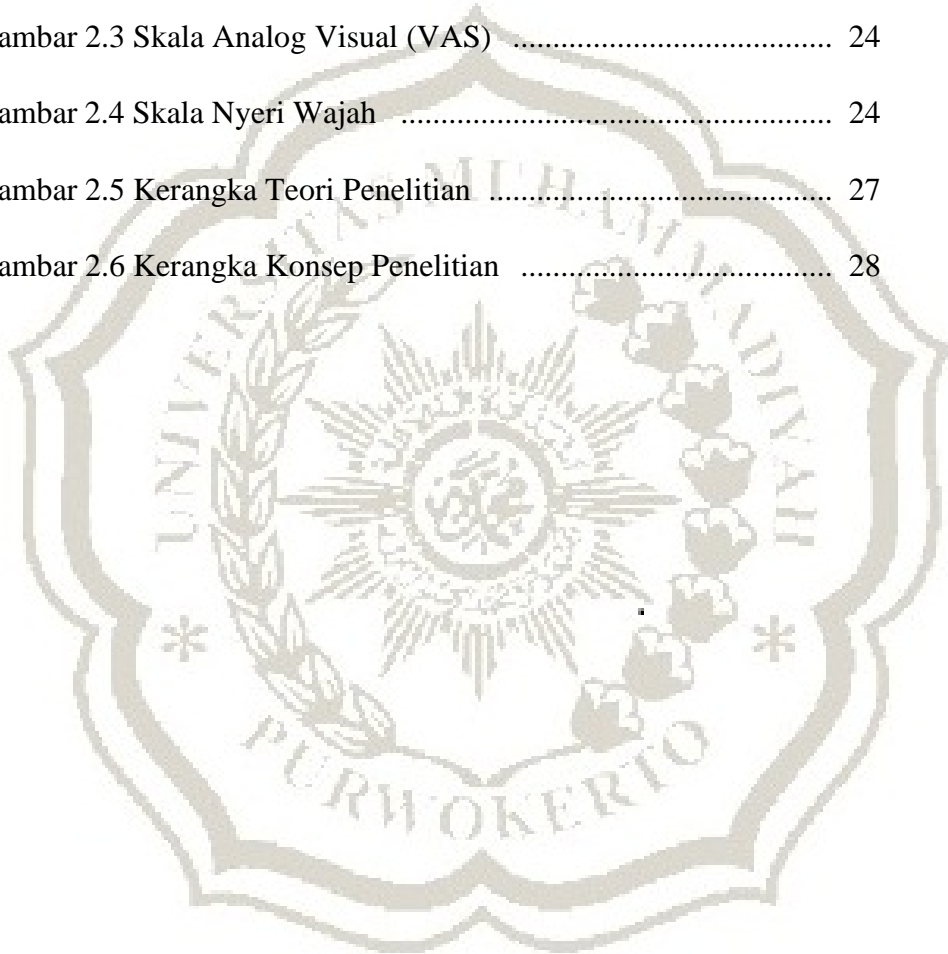 ambar 2.3 Skala Analog Visual (VAS) .................................... 24
ambar 2.4 Skala Nyeri Wajah ................................................. 24
ambar 2.5 Kerangka Teori Penelitian ....................................... 27
ambar 2.6 Kerangka Konsep Penelitian ................................... 28
UNIVERSITAS MUHAMMADIYAH
PURWOKERTO